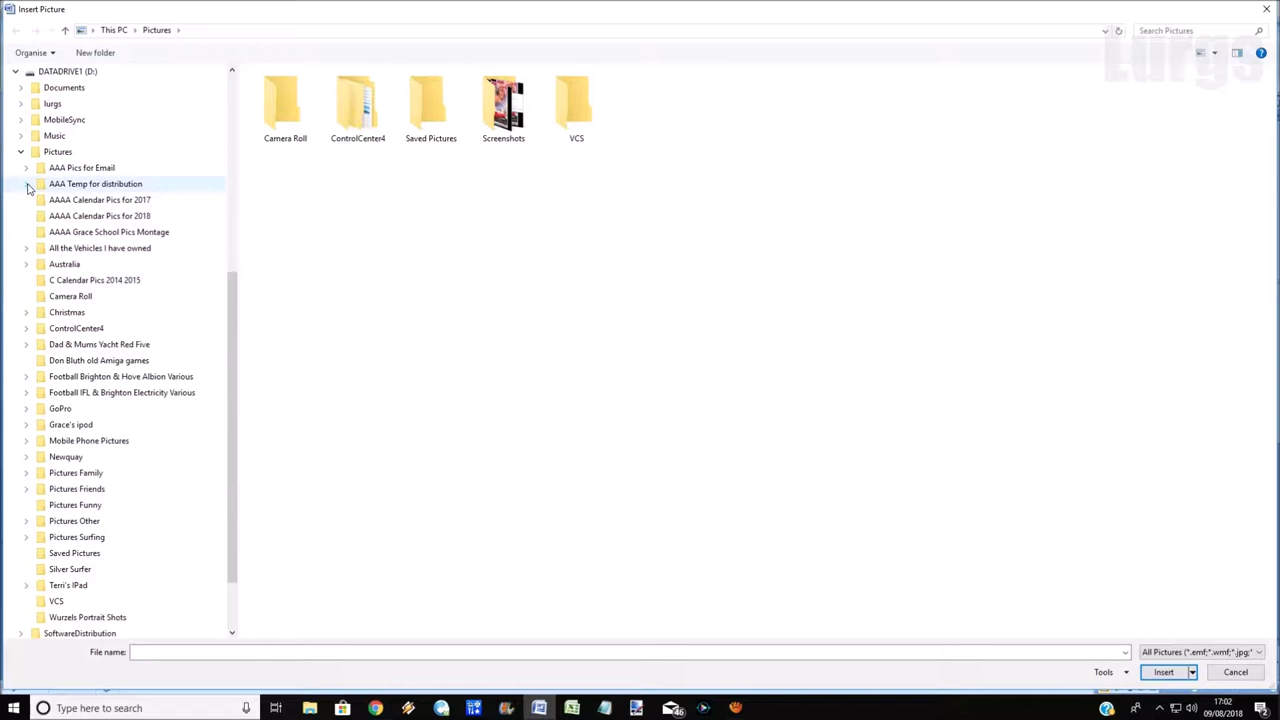 Insert Picture
This PC > Pictures >
Search Pictures
Lurgs
Organise
New folder
DATADRIVE1 (D:)
Documents
lurgs
MobileSync
Music
Pictures
AAA Pics for Email
AAA Temp for distribution
AAAA Calendar Pics for 2017
AAAA Calendar Pics for 2018
AAAA Grace School Pics Montage
All the Vehicles I have owned
Australia
C Calendar Pics 2014 2015
Camera Roll
Christmas
ControlCenter4
Dad & Mums Yacht Red Five
Don Bluth old Amiga games
Football Brighton & Hove Albion Various
Football IFL & Brighton Electricity Various
GoPro
Grace's ipod
Mobile Phone Pictures
Newquay
Pictures Family
Pictures Friends
Pictures Funny
Pictures Other
Pictures Surfing
Saved Pictures
Silver Surfer
Terri's IPad
VCS
Wurzels Portrait Shots
SoftwareDistribution
Camera Roll
ControlCenter4
Saved Pictures
Screenshots
VCS
File name:
All Pictures (*.emf;*.wmf;*.jpg;*
Tools
Insert
Cancel
Type here to search
46
17:02
09/08/2018
2